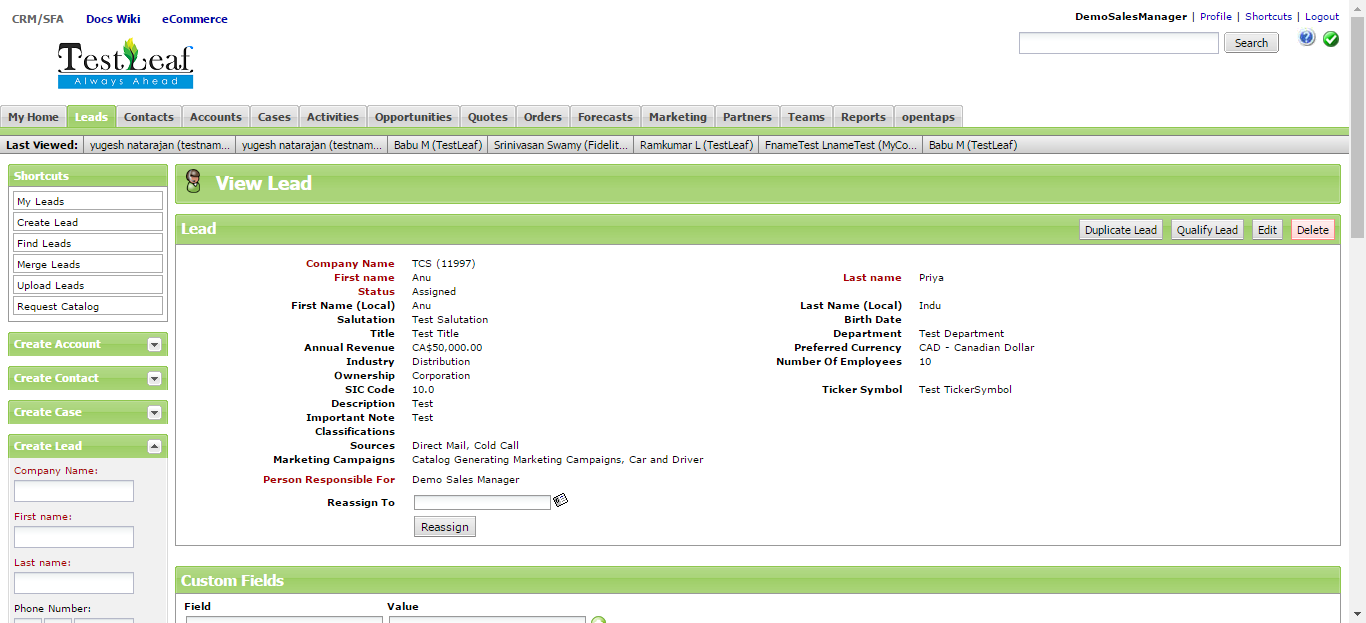 CRM/SFA Docs Wiki eCommerce
DemoSalesManager | Profile | Shortcuts | Logout
TestLeaf
Always Ahead
Search
My Home Leads Contacts Accounts Cases Activities Opportunities Quotes Orders Forecasts Marketing Partners Teams Reports opentaps
Last Viewed: yugesh natarajan (testnam... yugesh natarajan (testnam... Babu M (TestLeaf) Srinivasan Swamy (Fidelit... Ramkumar L (TestLeaf) FnameTest LnameTest (MyCo... Babu M (TestLeaf)
Shortcuts
My Leads
Create Lead
Find Leads
Merge Leads
Upload Leads
Request Catalog
Create Account
Create Contact
Create Case
Create Lead
Company Name:
First name:
Last name:
Phone Number:
View Lead
Lead
Duplicate Lead Qualify Lead Edit Delete
Company Name TCS (11997)
First name Anu Last name Priya
Status Assigned
First Name (Local) Anu Last Name (Local) Indu
Salutation Test Salutation Birth Date
Title Test Title Department Test Department
Annual Revenue CA$50,000.00 Preferred Currency CAD - Canadian Dollar
Industry Distribution Number Of Employees 10
Ownership Corporation
SIC Code 10.0 Ticker Symbol Test TickerSymbol
Description Test
Important Note Test
Classifications
Sources Direct Mail, Cold Call
Marketing Campaigns Catalog Generating Marketing Campaigns, Car and Driver
Person Responsible For Demo Sales Manager
Reassign To
Reassign
Custom Fields
Field Value